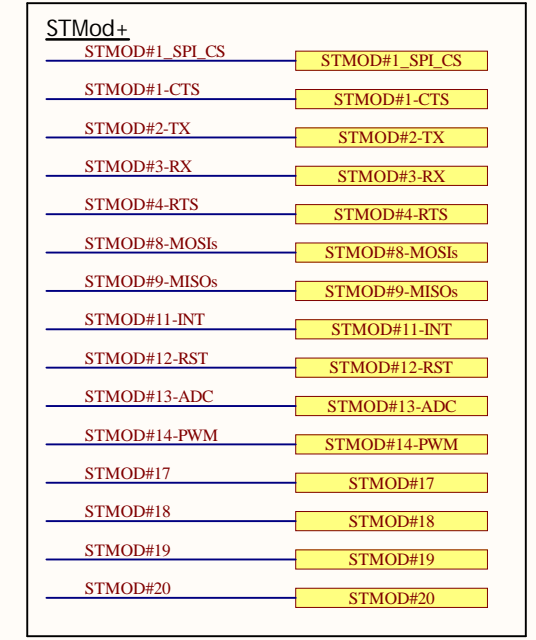 STMod+
STMOD#1_SPI_CS STMOD#1_SPI_CS
STMOD#1-CTS STMOD#1-CTS
STMOD#2-TX STMOD#2-TX
STMOD#3-RX STMOD#3-RX
STMOD#4-RTS STMOD#4-RTS
STMOD#8-MOSIs STMOD#8-MOSIs
STMOD#9-MISOs STMOD#9-MISOs
STMOD#11-INT STMOD#11-INT
STMOD#12-RST STMOD#12-RST
STMOD#13-ADC STMOD#13-ADC
STMOD#14-PWM STMOD#14-PWM
STMOD#17 STMOD#17
STMOD#18 STMOD#18
STMOD#19 STMOD#19
STMOD#20 STMOD#20